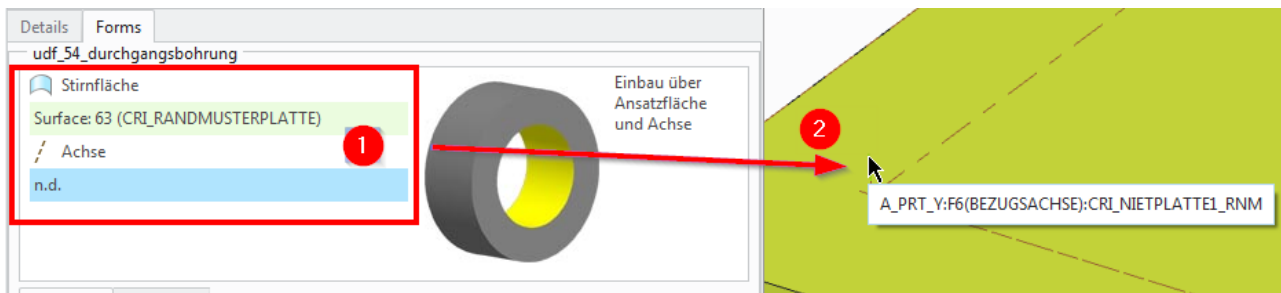 Details Forms
udf_54_durchgangsbohrung
Stirnfläche
Surface: 63 (CRI_RANDMUSTERPLATTE)
Achse
n.d.
1
Einbau über
Ansatzfläche
und Achse
2
A_PRT_Y:F6(BEZUGSACHSE):CRI_NIETPLATTE1_RNM